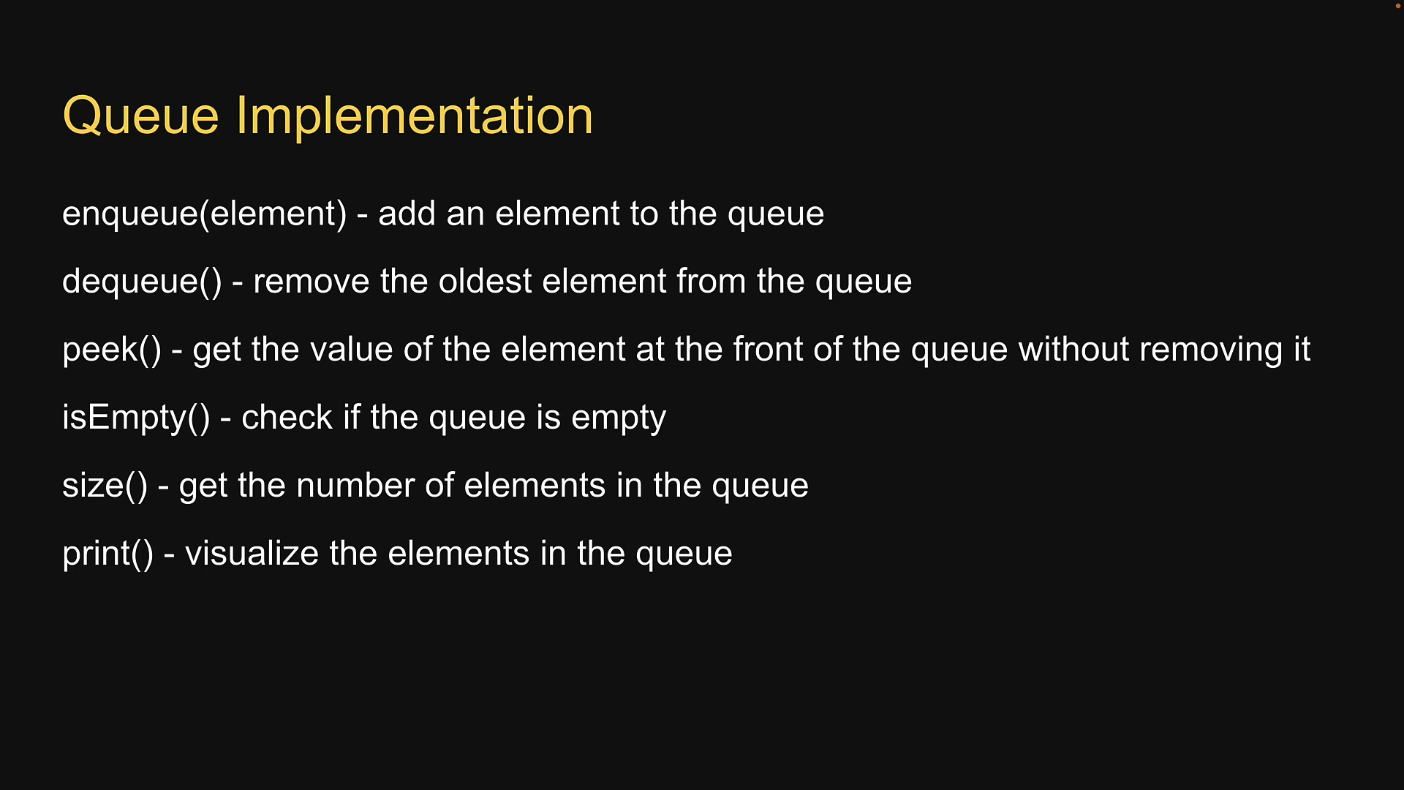 Queue Implementation
enqueue(element) - add an element to the queue
dequeue() - remove the oldest element from the queue
peek() - get the value of the element at the front of the queue without removing it
isEmpty() - check if the queue is empty
size() - get the number of elements in the queue
print() - visualize the elements in the queue